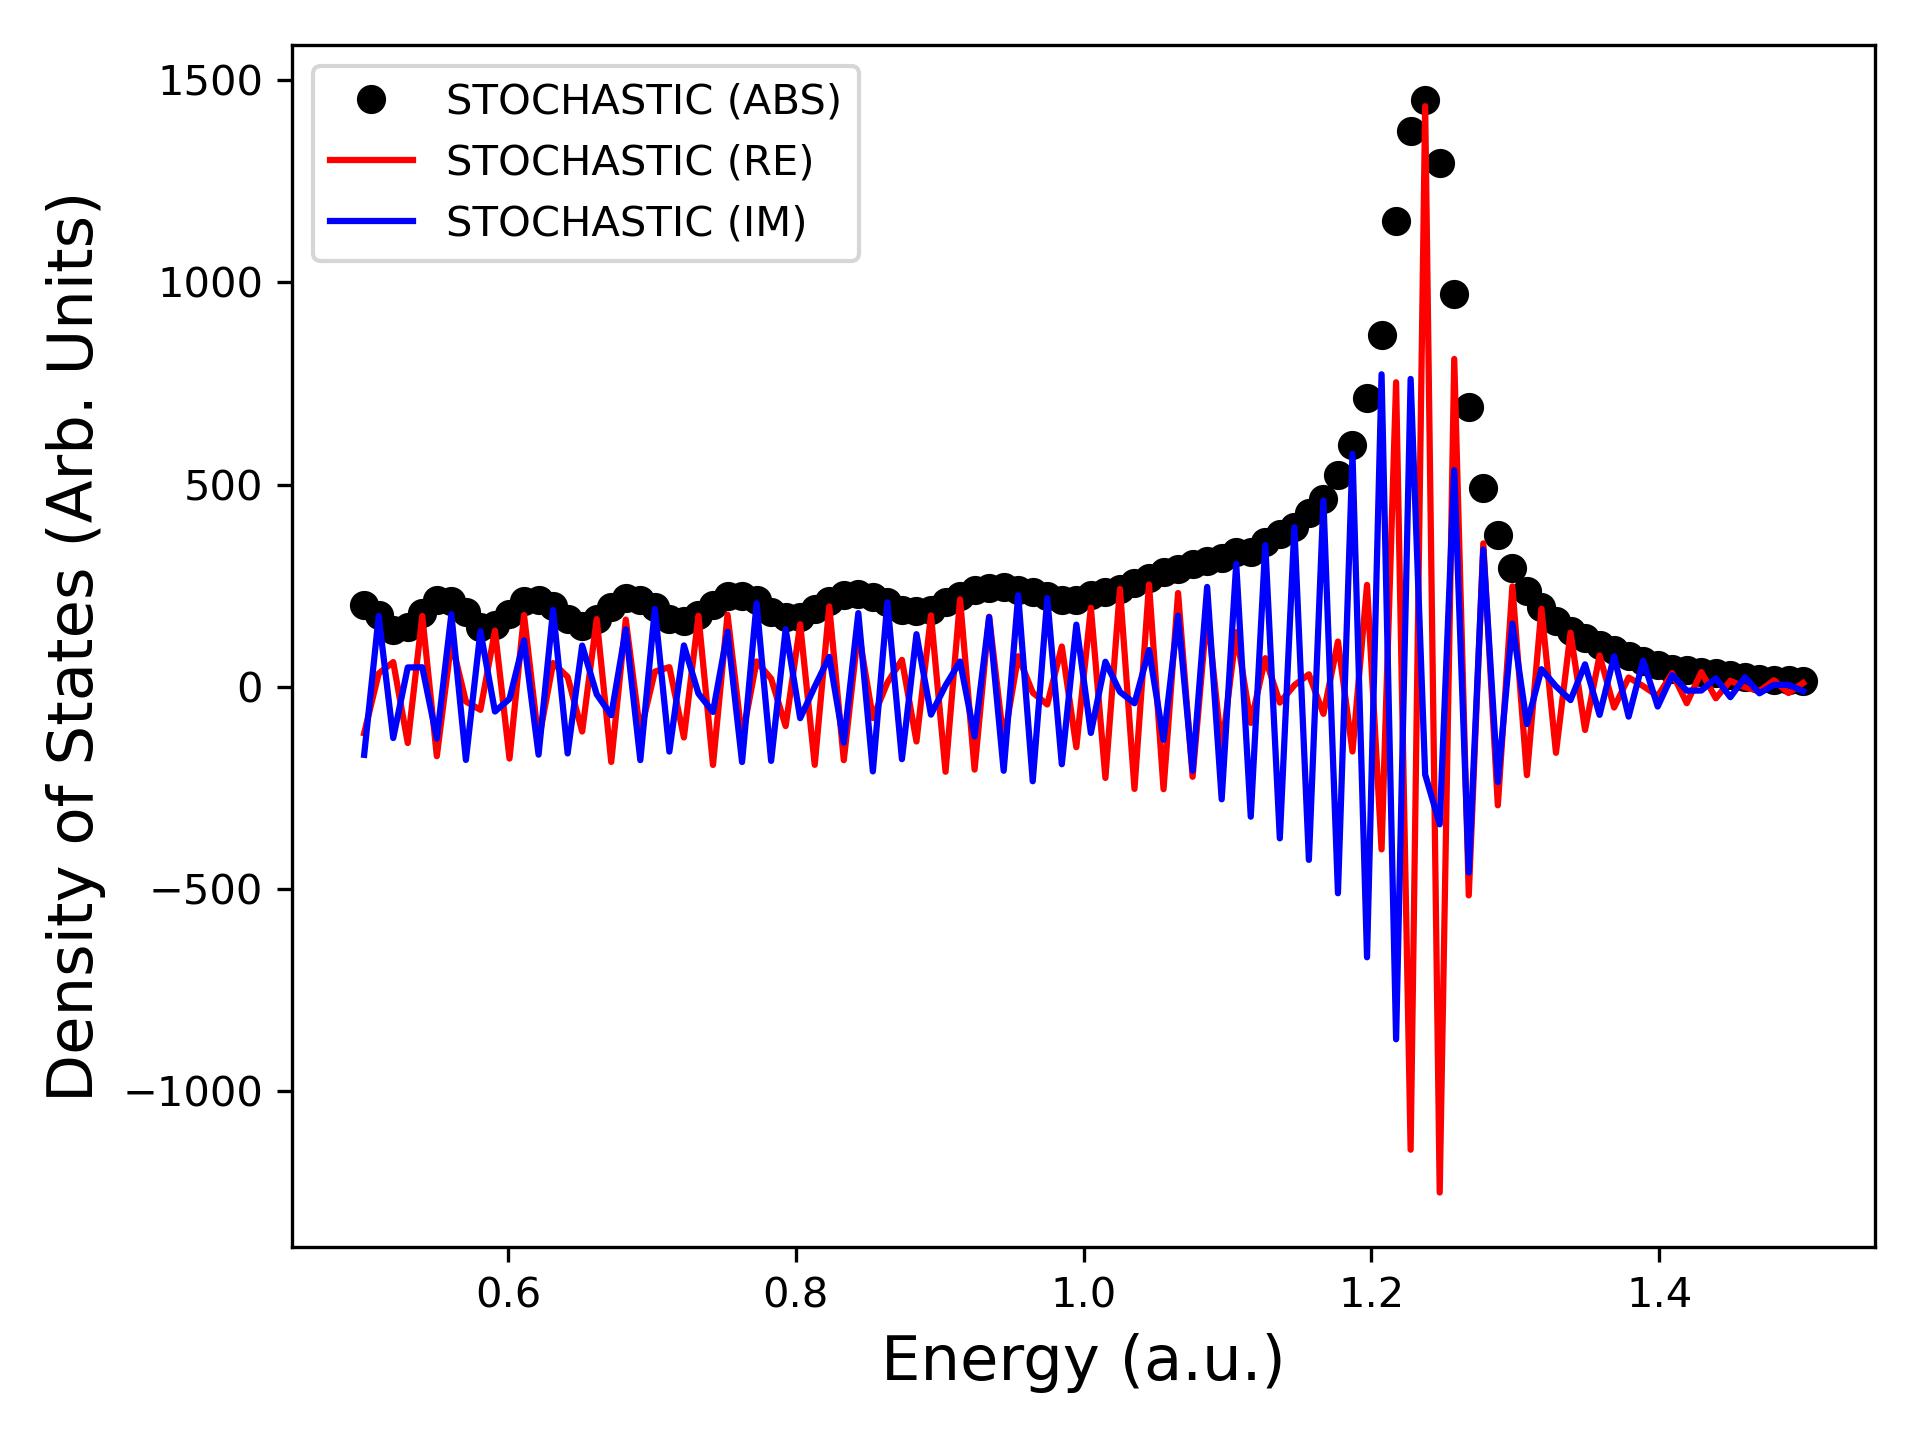 1500
1000
500
0
−500
−1000
Density of States (Arb. Units)
STOCHASTIC (ABS)
STOCHASTIC (RE)
STOCHASTIC (IM)
0.6 0.8 1.0 1.2 1.4
Energy (a.u.)